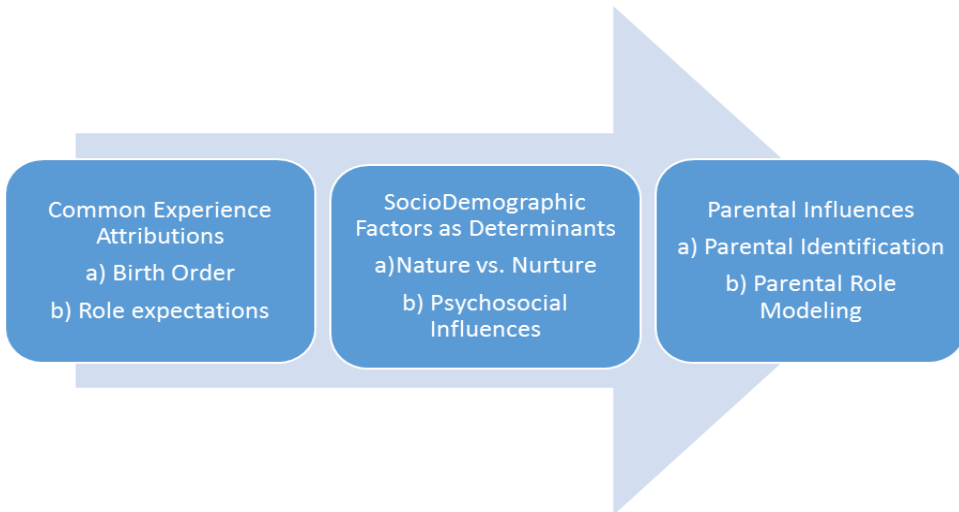 Common Experience
Attributions
a) Birth Order
b) Role expectations
SocioDemographic
Factors as Determinants
a)Nature vs. Nurture
b) Psychosocial
Influences
Parental Influences
a) Parental Identification
b) Parental Role
Modeling